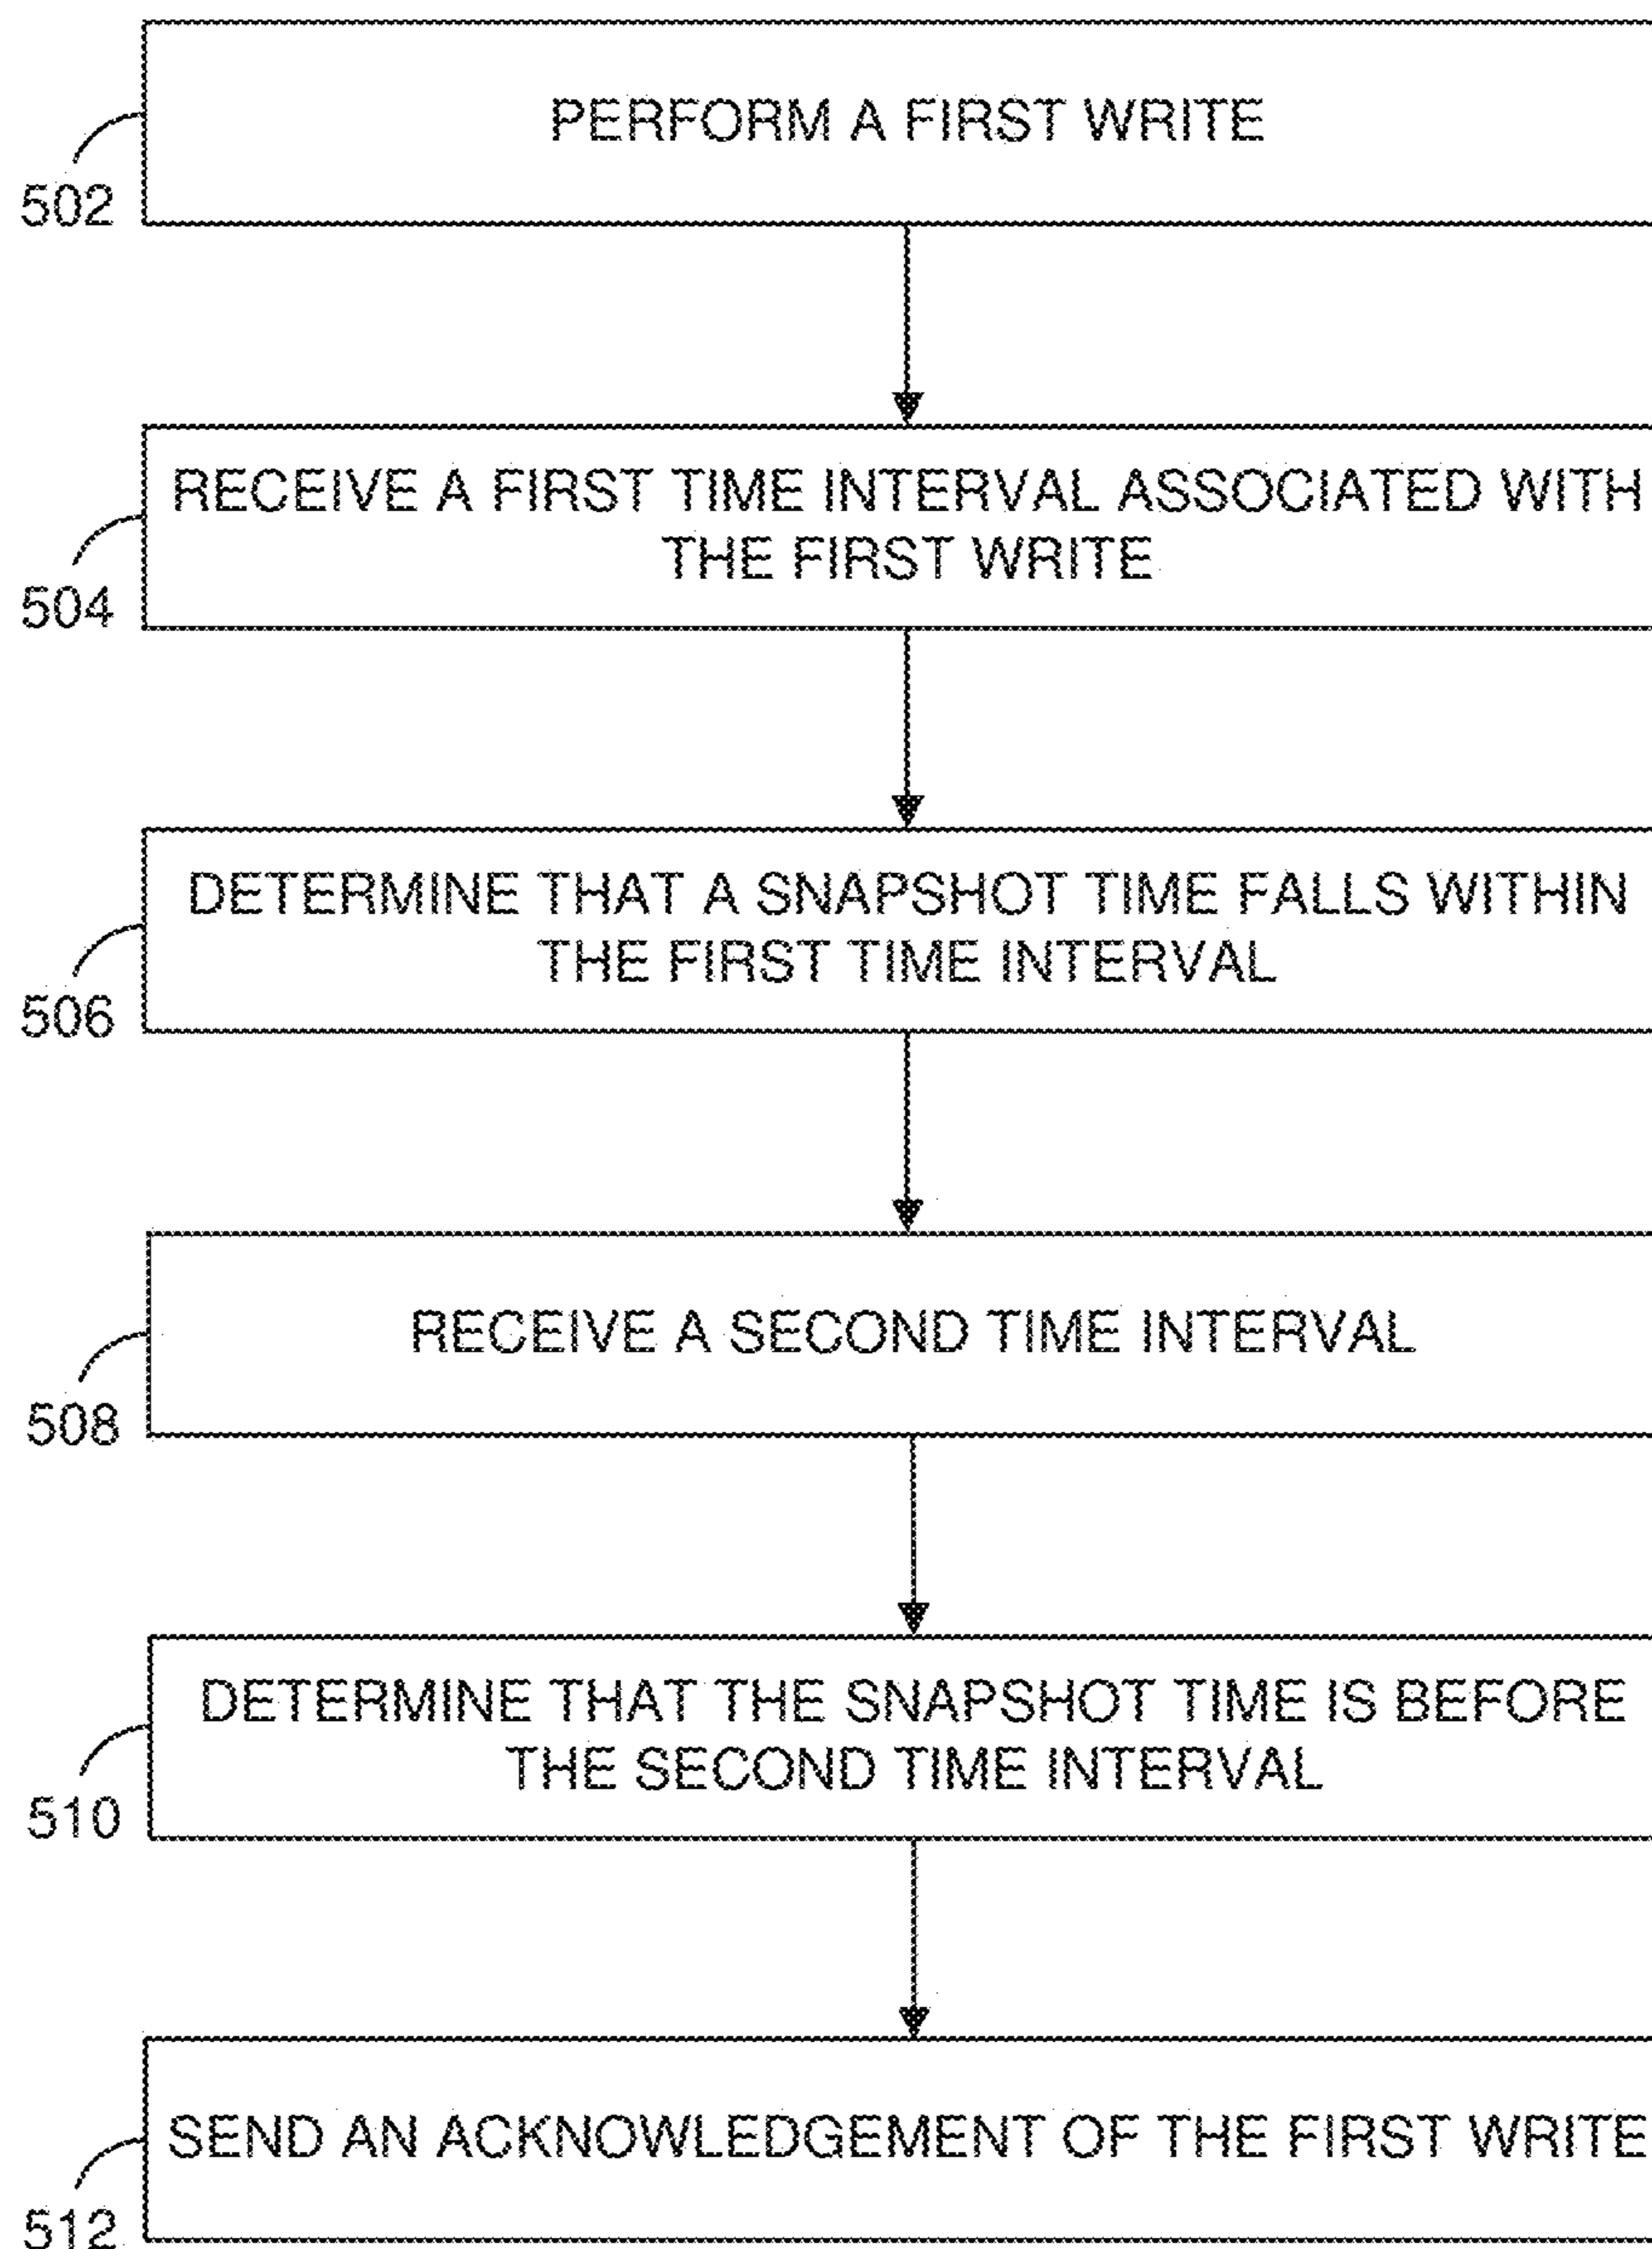 PERFORM A FIRST WRITE
502
RECEIVE A FIRST TIME INTERVAL ASSOCIATED WITH
THE FIRST WRITE
504
DETERMINE THAT A SNAPSHOT TIME FALLS WITHIN
THE FIRST TIME INTERVAL
506
RECEIVE A SECOND TIME INTERVAL
508
DETERMINE THAT THE SNAPSHOT TIME IS BEFORE
THE SECOND TIME INTERVAL
510
SEND AN ACKNOWLEDGEMENT OF THE FIRST WRITE
512